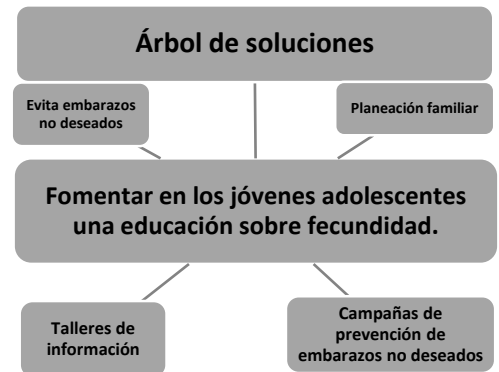 Árbol de soluciones
Evita embarazos
no deseados
Planeación familiar
Fomentar en los jóvenes adolescentes
una educación sobre fecundidad.
Talleres de
información
Campañas de
prevención de
embarazos no deseados